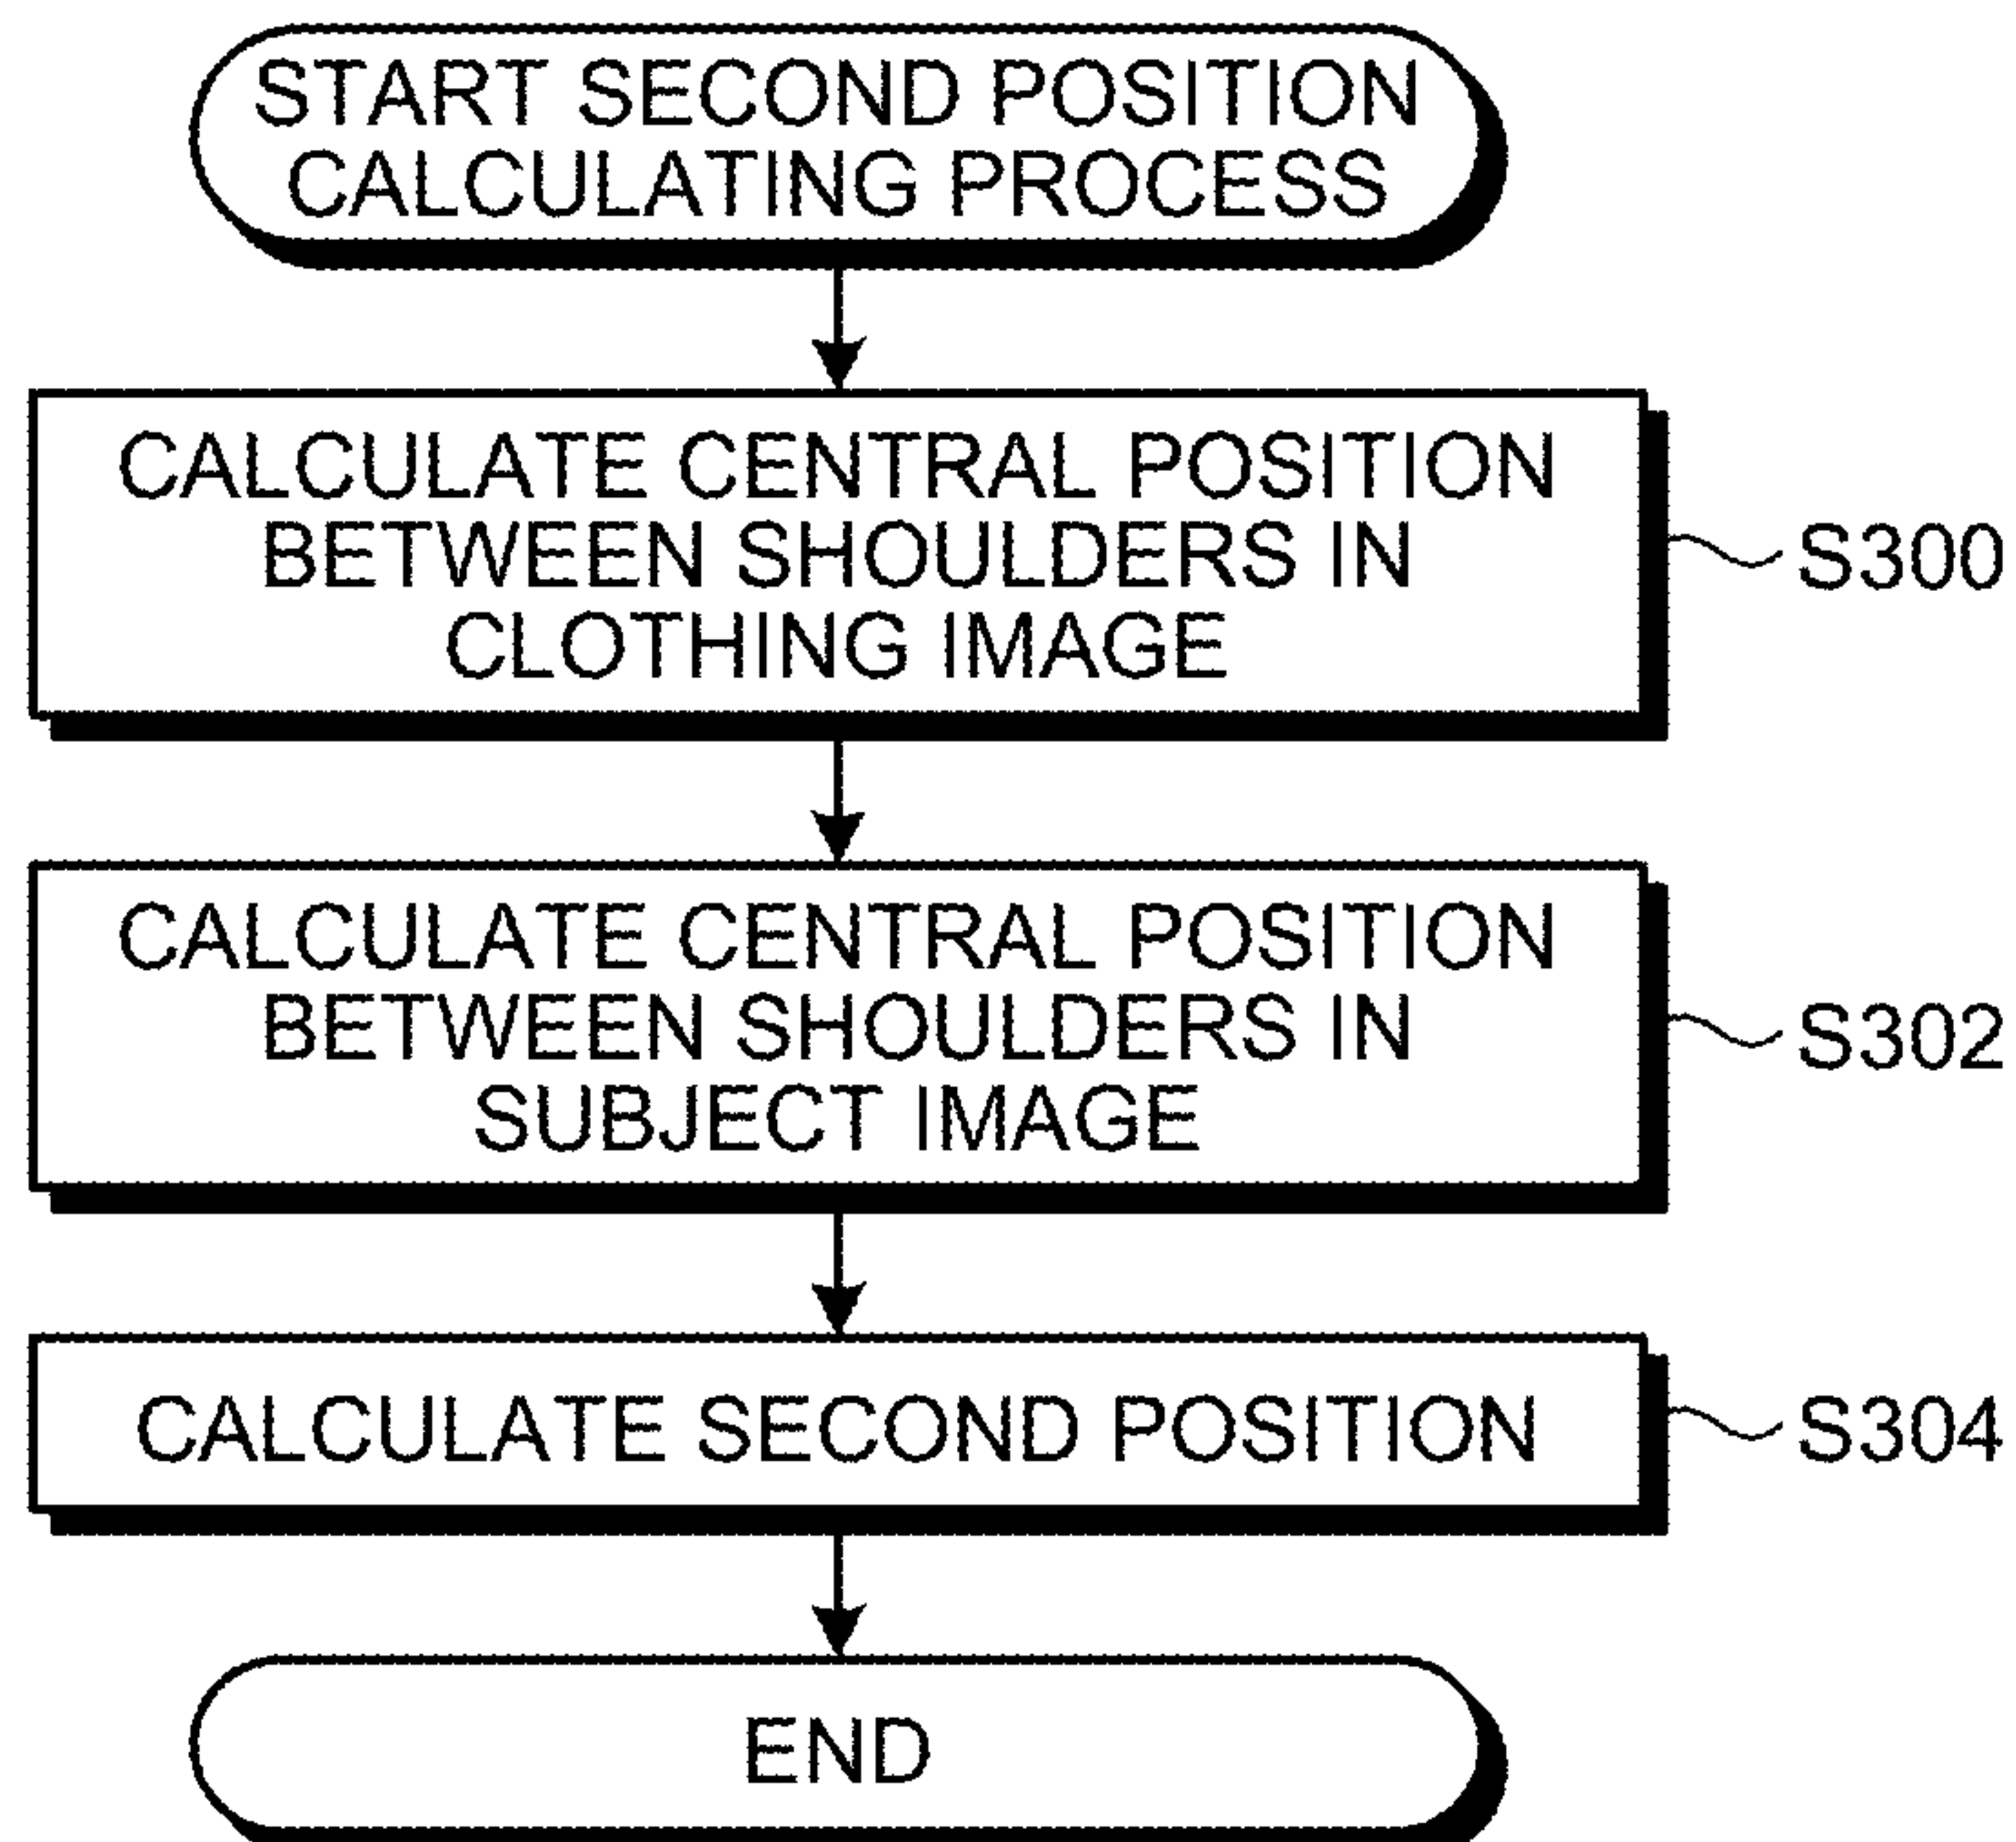 START SECOND POSITION
CALCULATING PROCESS
CALCULATE CENTRAL POSITION
BETWEEN SHOULDERS IN
CLOTHING IMAGE
S300
CALCULATE CENTRAL POSITION
BETWEEN SHOULDERS IN
SUBJECT IMAGE
S302
CALCULATE SECOND POSITION
S304
END